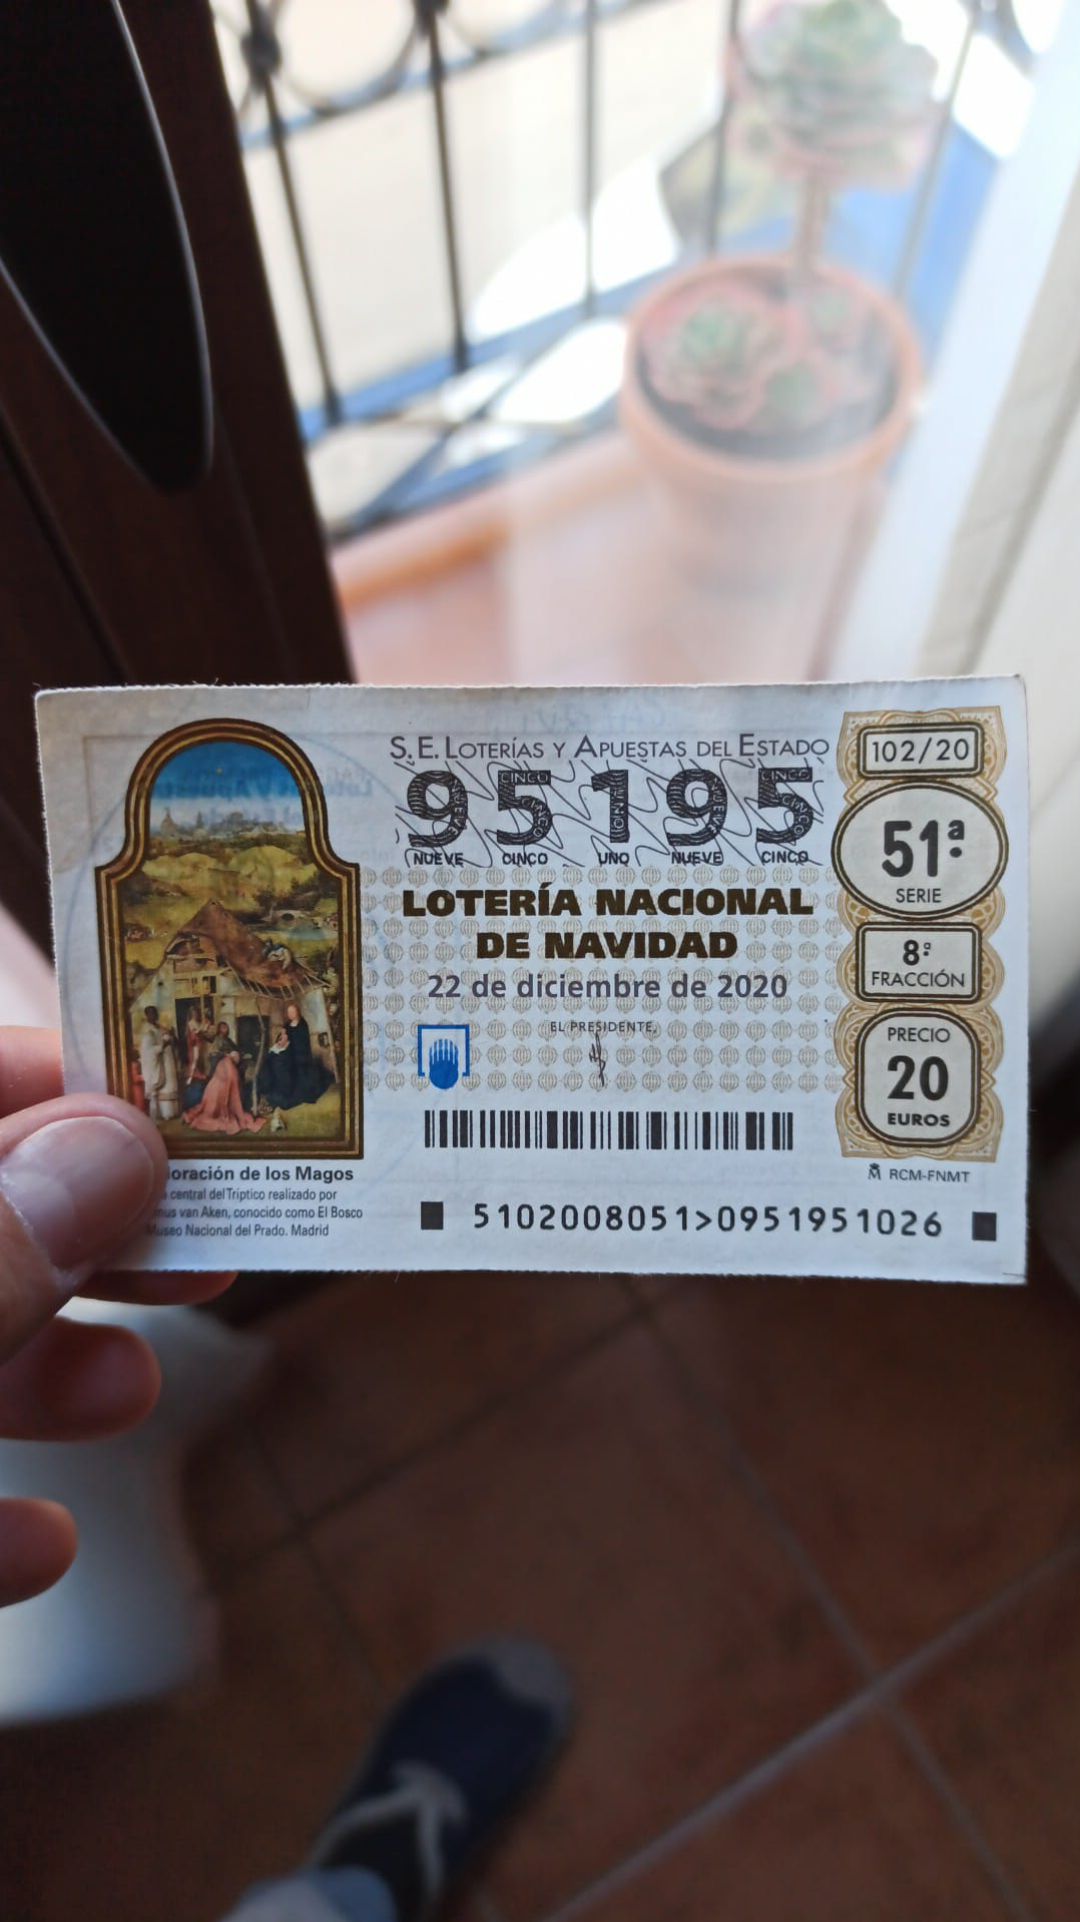 S.E. LOTERÍAS Y APUESTAS DEL ESTADO
95195
NUEVE CINCO UNO NUEVE CINCO
LOTERÍA NACIONAL
DE NAVIDAD
22 de diciembre de 2020
EL PRESIDENTE,
102/20
51ª
SERIE
8ª
FRACCIÓN
PRECIO
20
EUROS
RCM-FNMT
5102008051>0951951026
de los Magos
central del Tríptico realizado por
van Aken, conocido como El Bosco
Nacional del Prado. Madrid